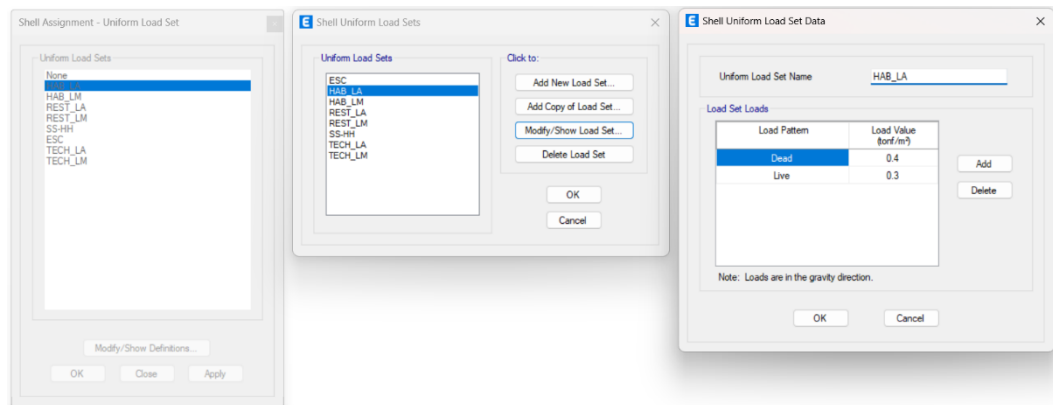 Shell Assignment - Uniform Load Set
Uniform Load Sets
None
HAB_LA
HAB_LM
REST_LA
REST_LM
SS-HH
ESC
TECH_LA
TECH_LM
Modify/Show Definitions...
OK Close Apply
E Shell Uniform Load Sets
Uniform Load Sets
ESC
HAB_LA
HAB_LM
REST_LA
REST_LM
SS-HH
TECH_LA
TECH_LM
Click to:
Add New Load Set...
Add Copy of Load Set...
Modify/Show Load Set...
Delete Load Set
OK
Cancel
E Shell Uniform Load Set Data
Uniform Load Set Name HAB_LA
Load Set Loads
Load Pattern Load Value
(tonf/m²)
Dead 0.4
Live 0.3
Add
Delete
Note: Loads are in the gravity direction.
OK Cancel